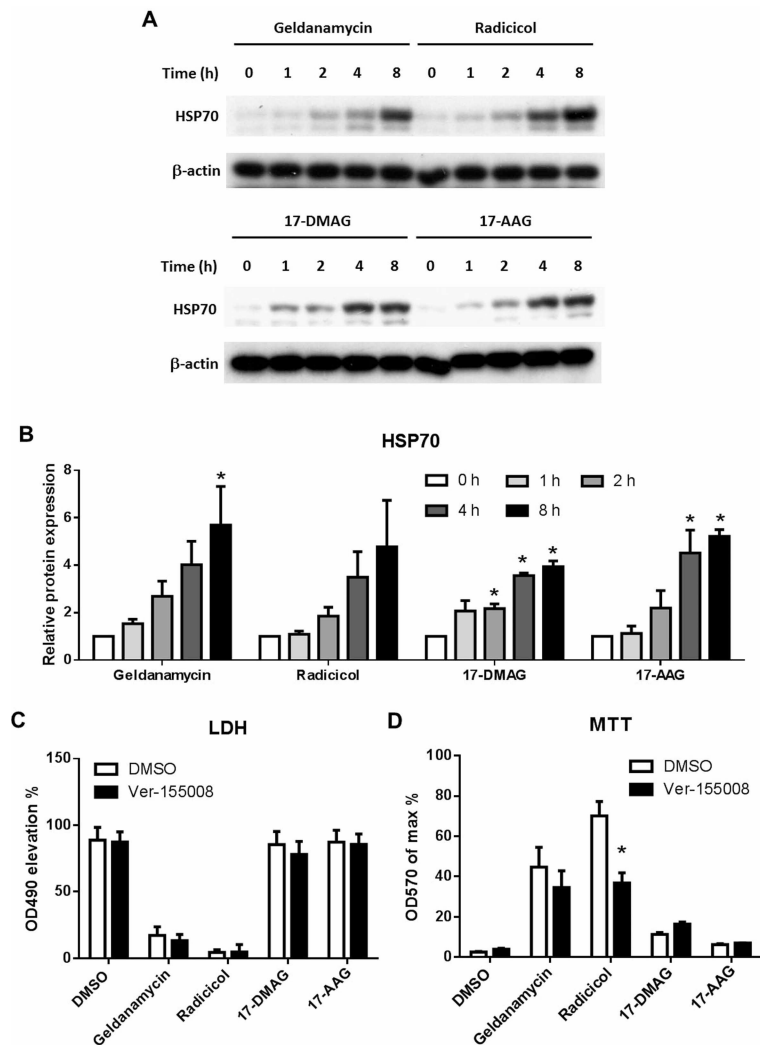 A
Geldanamycin Radicicol
Time (h) 0 1 2 4 8 0 1 2 4 8
HSP70
β-actin
17-DMAG 17-AAG
Time (h) 0 1 2 4 8 0 1 2 4 8
HSP70
β-actin
B
HSP70
Relative protein expression
8
6
4
2
0
0 h 1 h 2 h
4 h 8 h
*
* * *
* *
Geldanamycin Radicicol 17-DMAG 17-AAG
C
LDH
OD490 elevation %
150
100
50
0
DMSO
Ver-155008
DMSO
Geldanamycin
Radicicol
17-DMAG
17-AAG
D
MTT
OD570 of max %
100
80
60
40
20
0
DMSO
Ver-155008
*
DMSO
Geldanamycin
Radicicol
17-DMAG
17-AAG